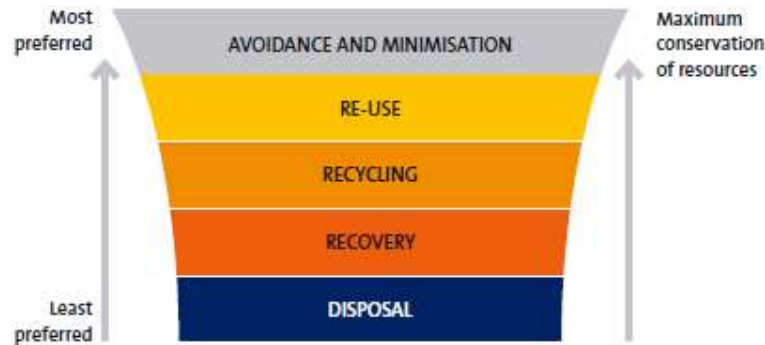 Most
preferred
AVOIDANCE AND MINIMISATION
Maximum
conservation
of resources
RE-USE
RECYCLING
RECOVERY
DISPOSAL
Least
preferred